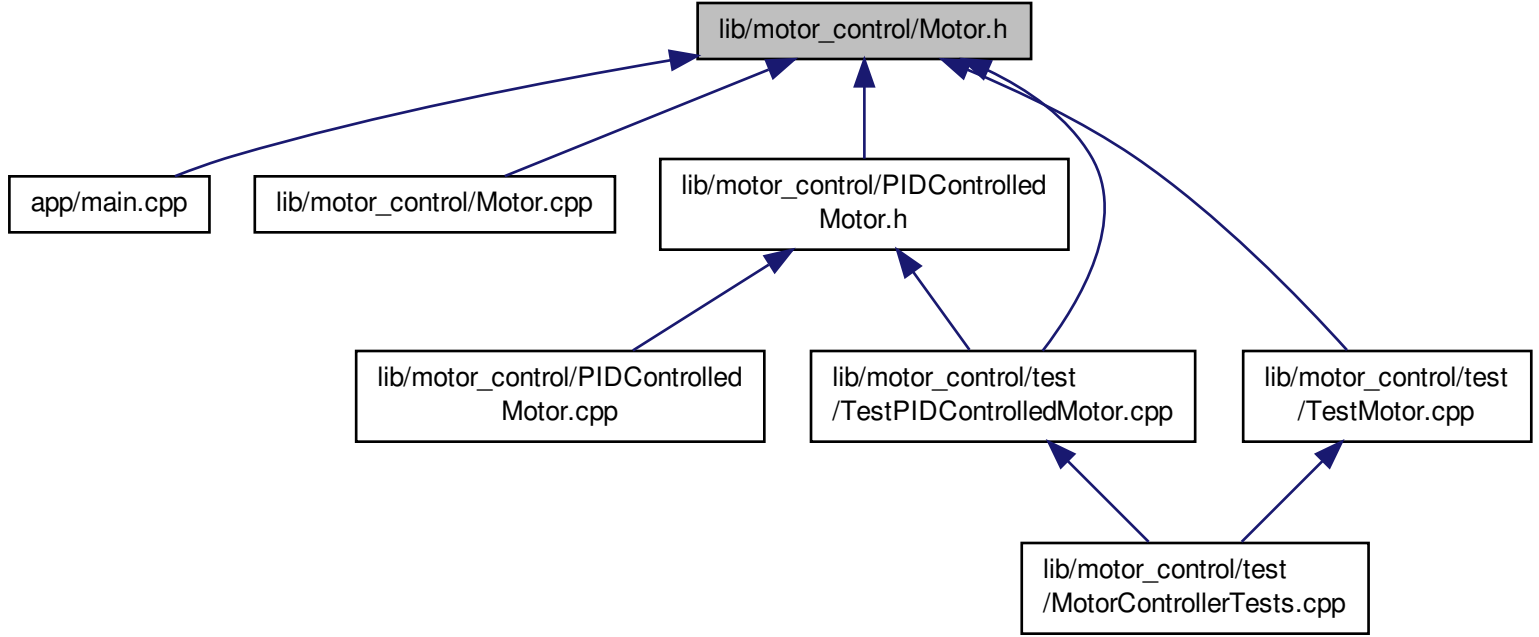 lib/motor_control/Motor.h
app/main.cpp
lib/motor_control/Motor.cpp
lib/motor_control/PIDControlled
Motor.h
lib/motor_control/PIDControlled
Motor.cpp
lib/motor_control/test
/TestPIDControlledMotor.cpp
lib/motor_control/test
/TestMotor.cpp
lib/motor_control/test
/MotorControllerTests.cpp